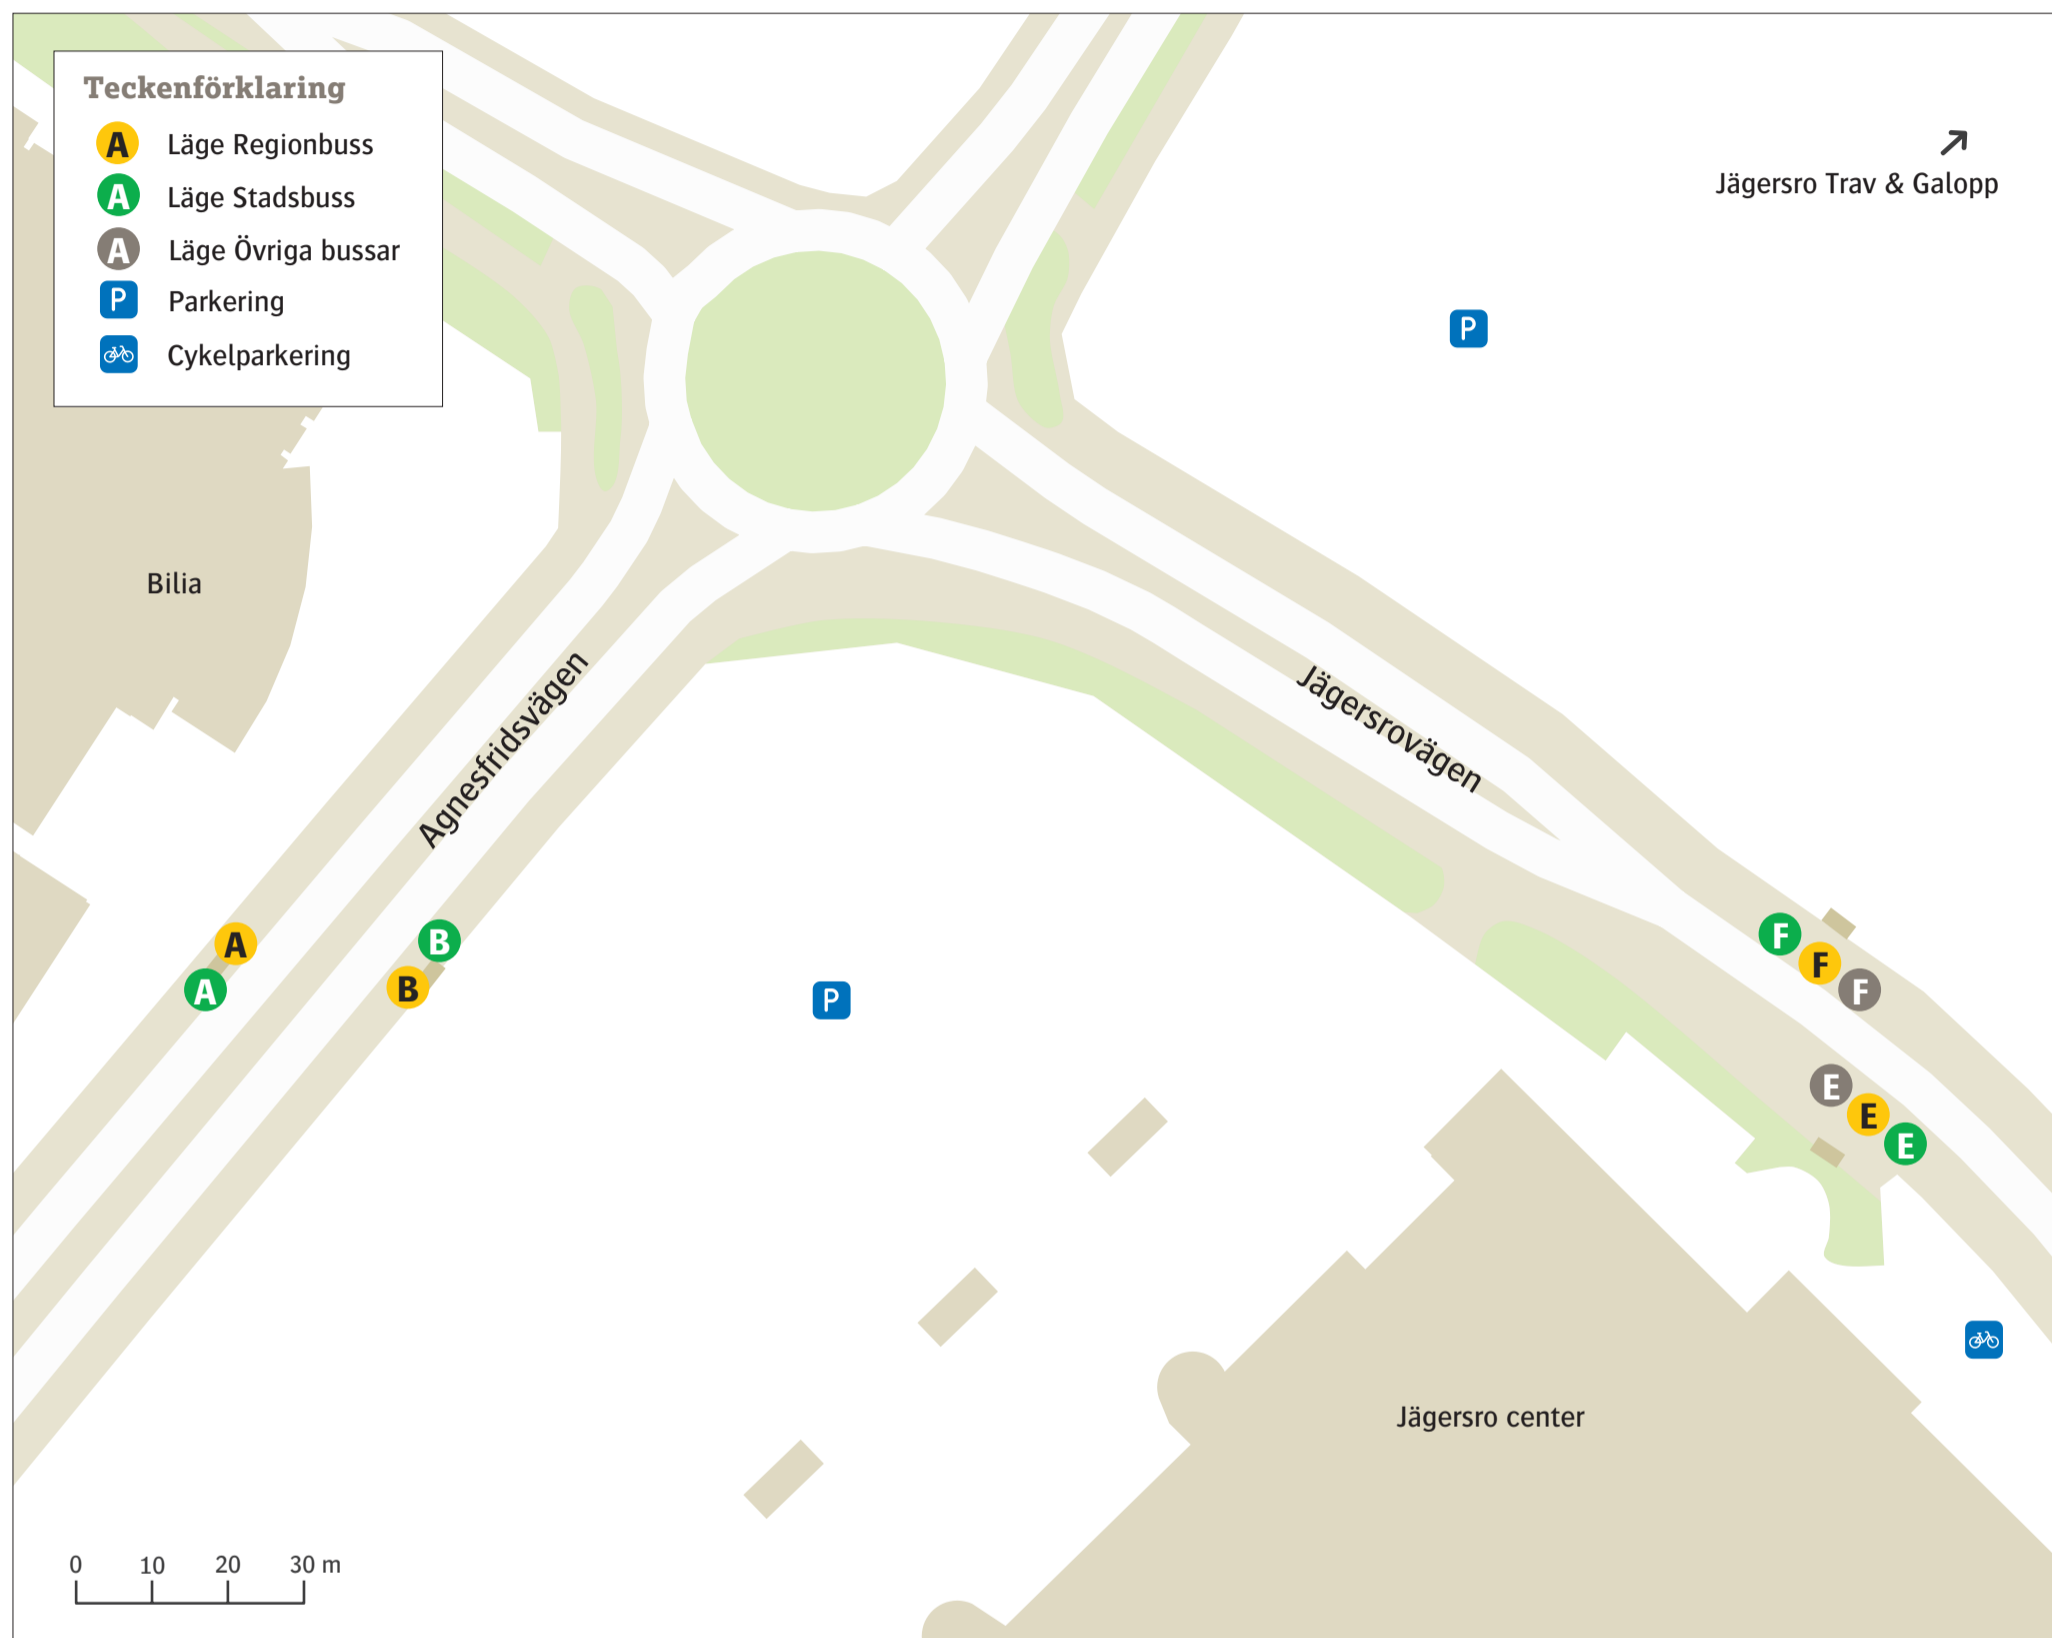 Teckenförklaring
A Läge Regionbuss
A Läge Stadsbuss
A Läge Övriga bussar
P Parkering
Cykelparkering
Jägersro Trav & Galopp
P
Bilia
Agnesfridsvägen
Jägersrovägen
A
A
B
B
P
F
F
F
E
E
E
Jägersro center
0 10 20 30 m